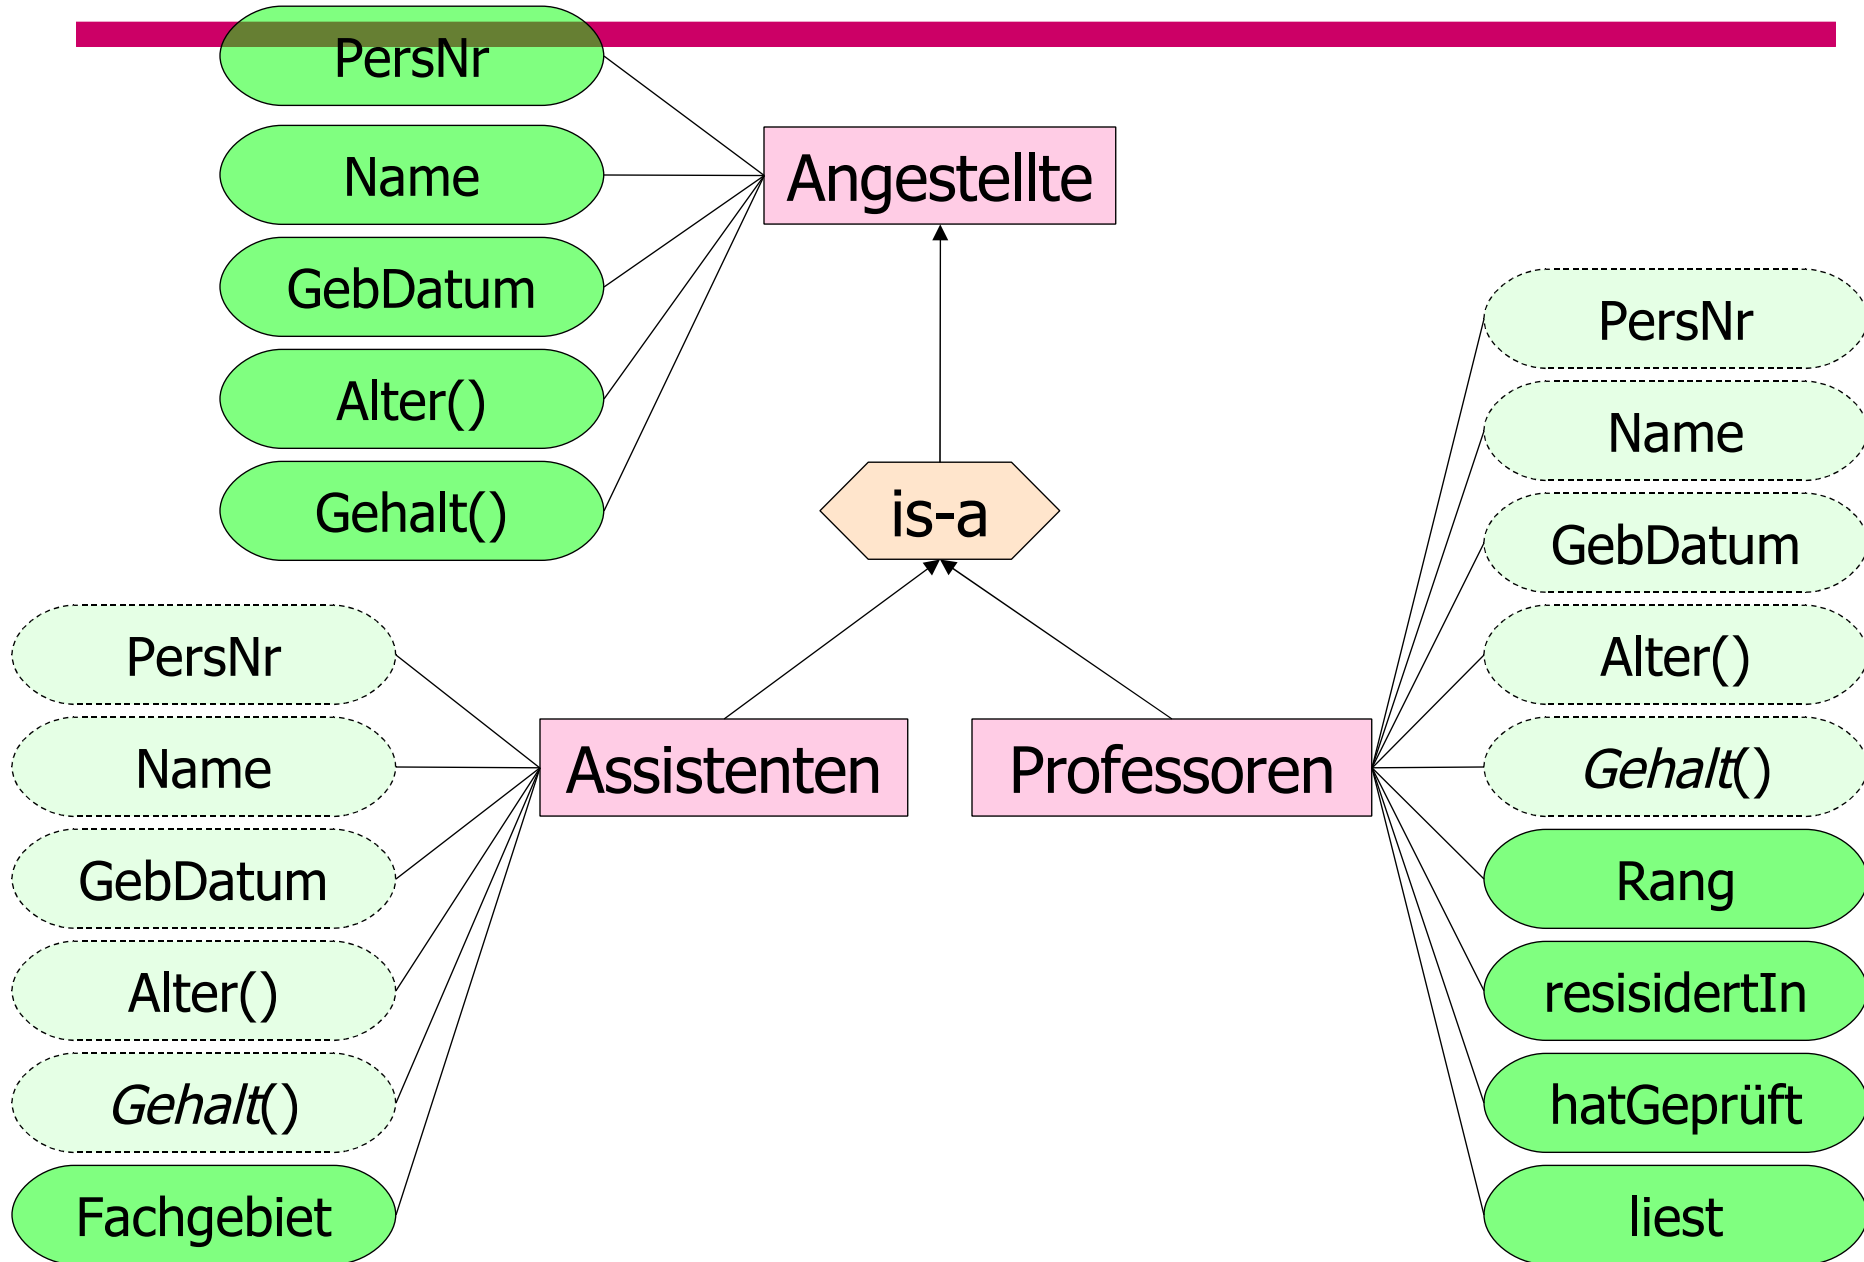 PersNr
Name
GebDatum
Alter()
Gehalt()
Angestellte
is-a
PersNr
Name
GebDatum
Alter()
Gehalt()
Fachgebiet
Assistenten
Professoren
PersNr
Name
GebDatum
Alter()
Gehalt()
Rang
resisidertIn
hatGeprüft
liest